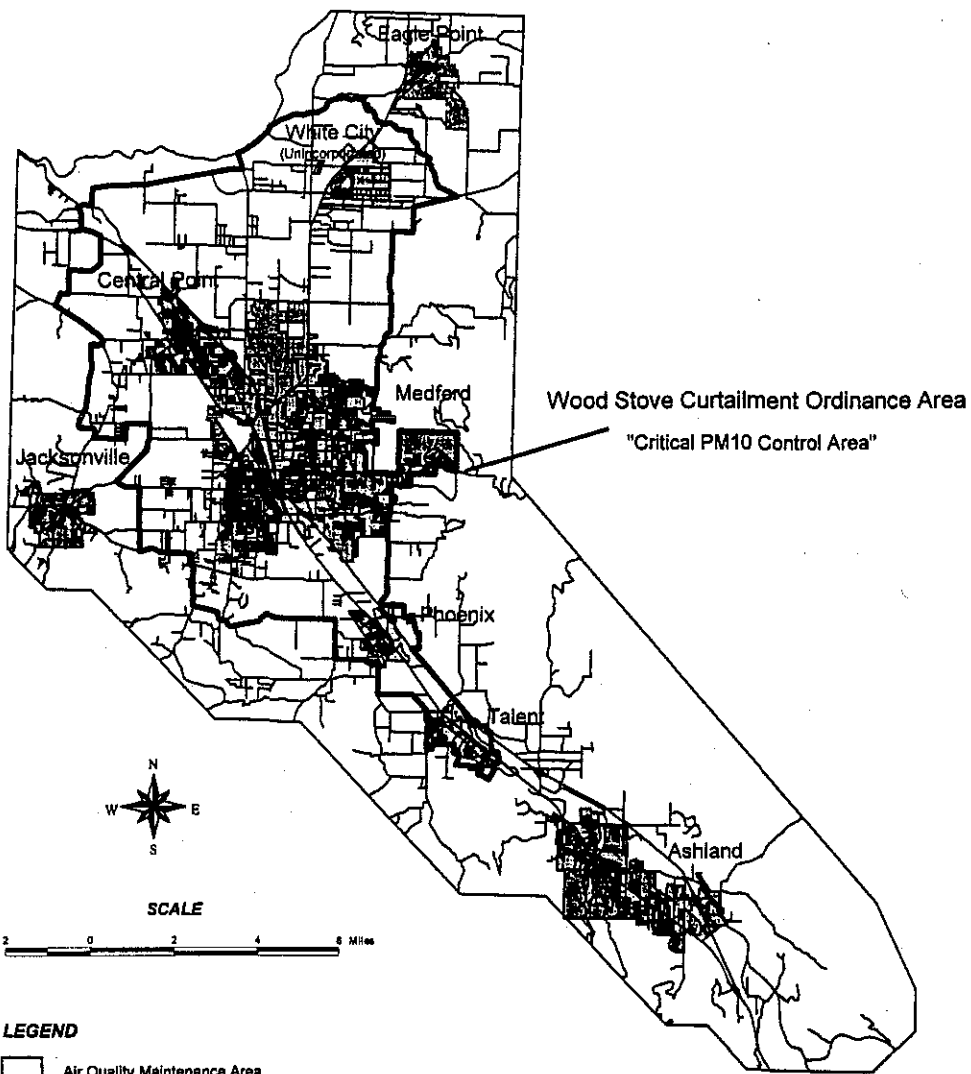 Eagle Point
White City
(Unincorporated)
Central Point
Medford
Wood Stove Curtailment Ordinance Area
"Critical PM10 Control Area"
Jacksonville
Phoenix
Talent
N
W E
S
Ashland
SCALE
2 0 2 4 6 Miles
LEGEND
Air Quality Maintenance Area